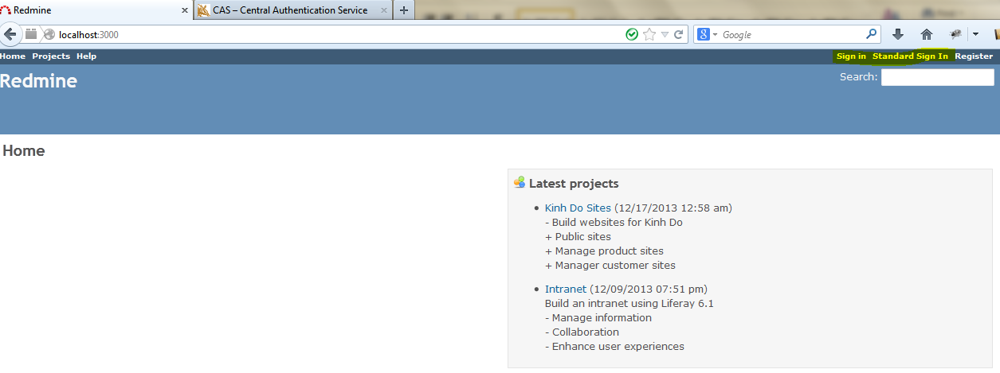 Redmine
CAS – Central Authentication Service
localhost:3000
Google
Home Projects Help
Sign in Standard Sign In Register
Redmine
Search:
Home
Latest projects
Kinh Do Sites (12/17/2013 12:58 am)
- Build websites for Kinh Do
+ Public sites
+ Manage product sites
+ Manager customer sites
Intranet (12/09/2013 07:51 pm)
Build an intranet using Liferay 6.1
- Manage information
- Collaboration
- Enhance user experiences